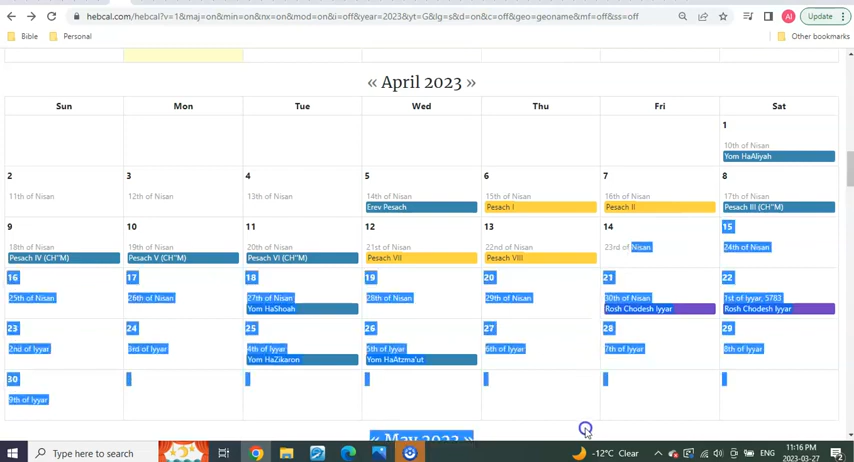 hebcal.com/hebcal?v=1&maj=on&min=on&nx=on&mod=on&i=off&year=2023&yt=G&lg=s&d=on&c=off&geo=geoname&mf=off&ss=off
AI
Update
Bible
Personal
Other bookmarks
« April 2023 »
Sun Mon Tue Wed Thu Fri Sat
1
10th of Nisan
Yom HaAliyah
2 3 4 5 6 7 8
11th of Nisan 12th of Nisan 13th of Nisan 14th of Nisan 15th of Nisan 16th of Nisan 17th of Nisan
Erev Pesach Pesach I Pesach II Pesach III (CH"M)
9 10 11 12 13 14 15
18th of Nisan 19th of Nisan 20th of Nisan 21st of Nisan 22nd of Nisan 23rd of Nisan 24th of Nisan
Pesach IV (CH"M) Pesach V (CH"M) Pesach VI (CH"M) Pesach VII Pesach VIII
16 17 18 19 20 21 22
25th of Nisan 26th of Nisan 27th of Nisan 28th of Nisan 29th of Nisan 30th of Nisan 1st of Iyyar, 5783
Yom HaShoah Rosh Chodesh Iyyar Rosh Chodesh Iyyar
23 24 25 26 27 28 29
2nd of Iyyar 3rd of Iyyar 4th of Iyyar 5th of Iyyar 6th of Iyyar 7th of Iyyar 8th of Iyyar
Yom HaZikaron Yom HaAtzma'ut
30
9th of Iyyar
« May 2023 »
Type here to search
-12°C Clear
ENG
11:16 PM
2023-03-27
2